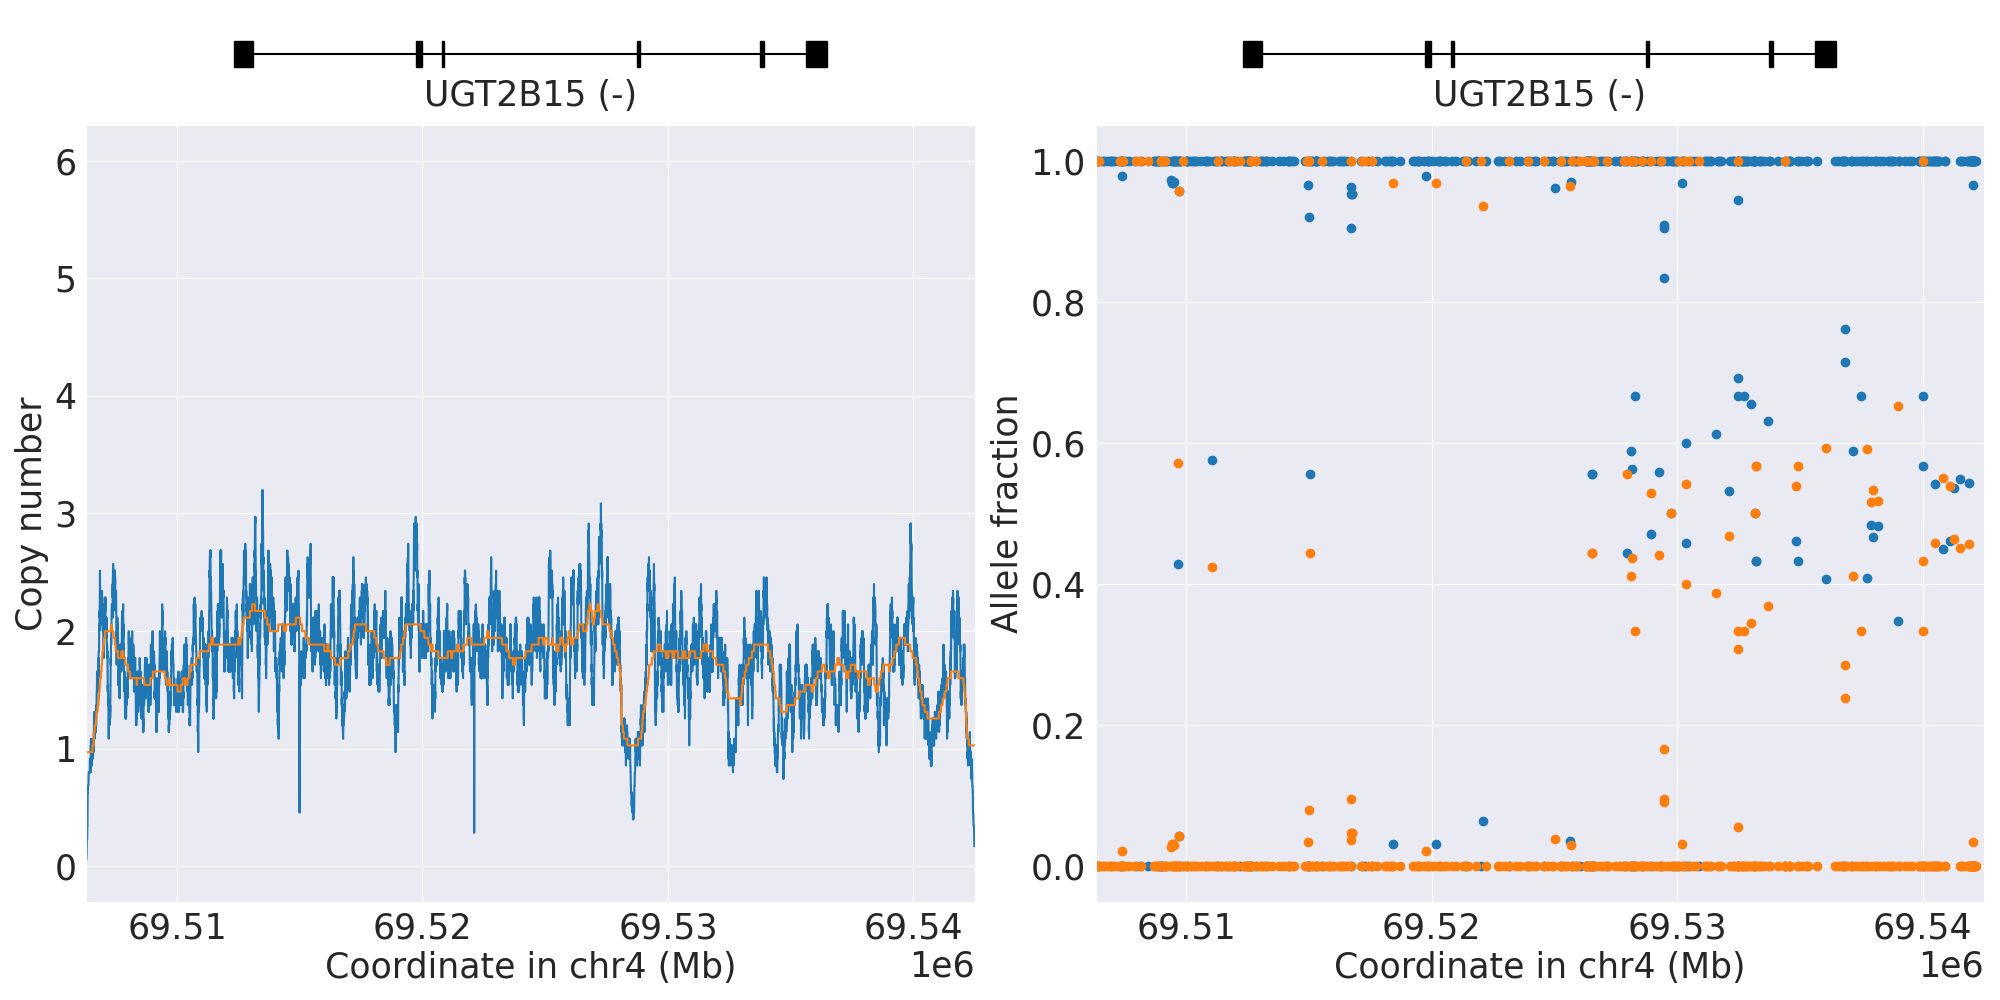 UGT2B15 (-)
6
5
4
3
2
1
0
Copy number
69.51 69.52 69.53 69.54
Coordinate in chr4 (Mb)
1e6
UGT2B15 (-)
1.0
0.8
0.6
0.4
0.2
0.0
Allele fraction
69.51 69.52 69.53 69.54
Coordinate in chr4 (Mb)
1e6